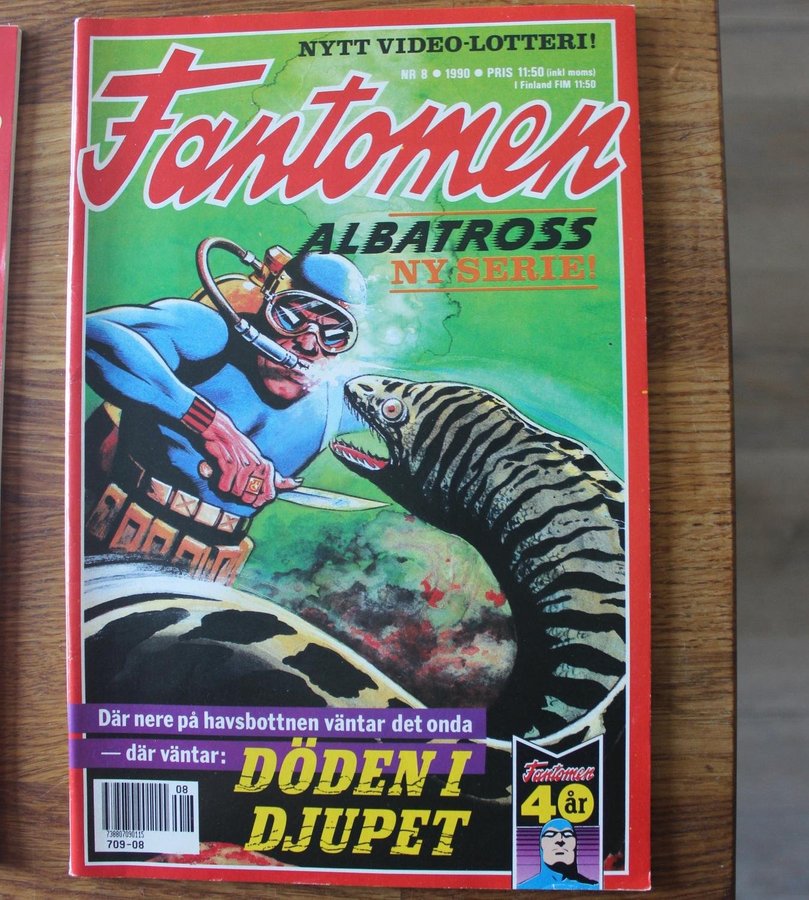 NYTT VIDEO-LOTTERI!
NR 8 ● 1990 ● PRIS 11:50 (inkl moms)
I Finland FIM 11:50
Fantomen
ALBATROSS
NY SERIE!
Där nere på havsbottnen väntar det onda
— där väntar:
DÖDEN I
DJUPET
08
738807090115
709-08
Fantomen
40 år